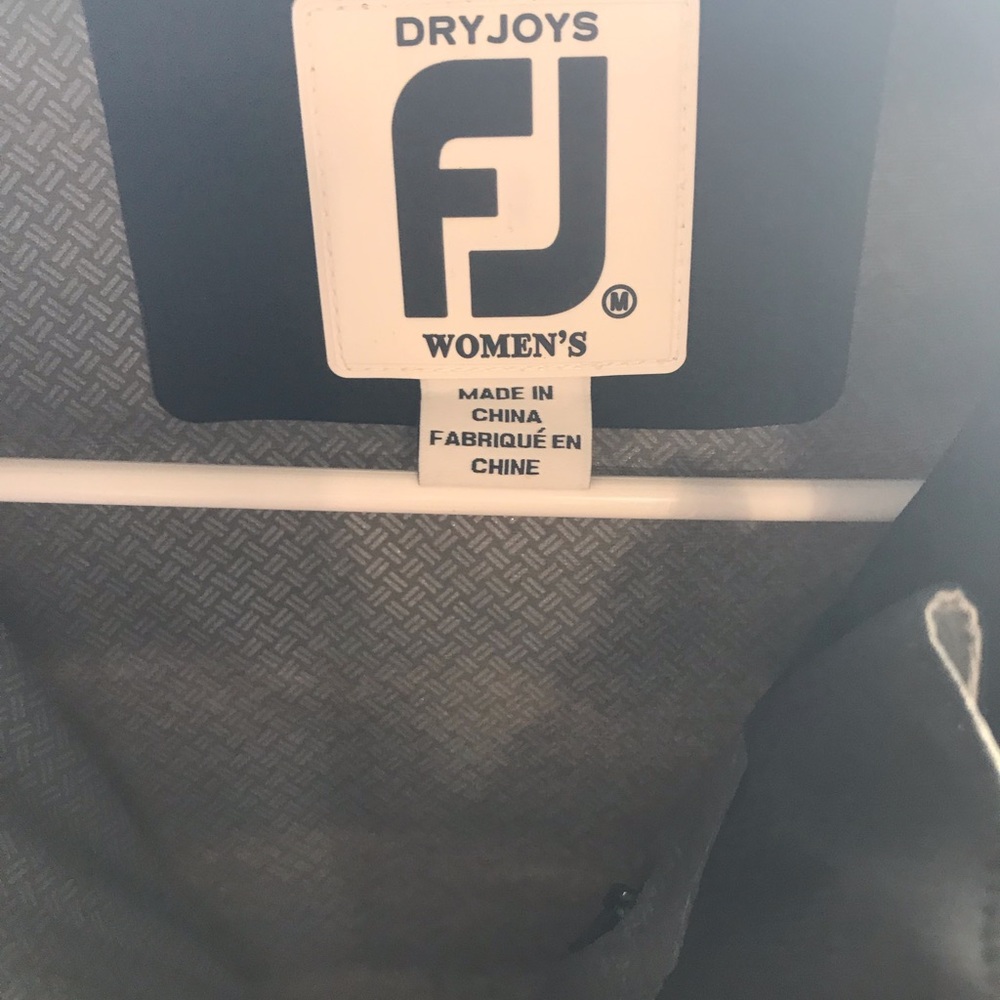 DRYJOYS
FJ
M
WOMEN'S
MADE IN
CHINA
FABRIQUÉ EN
CHINE